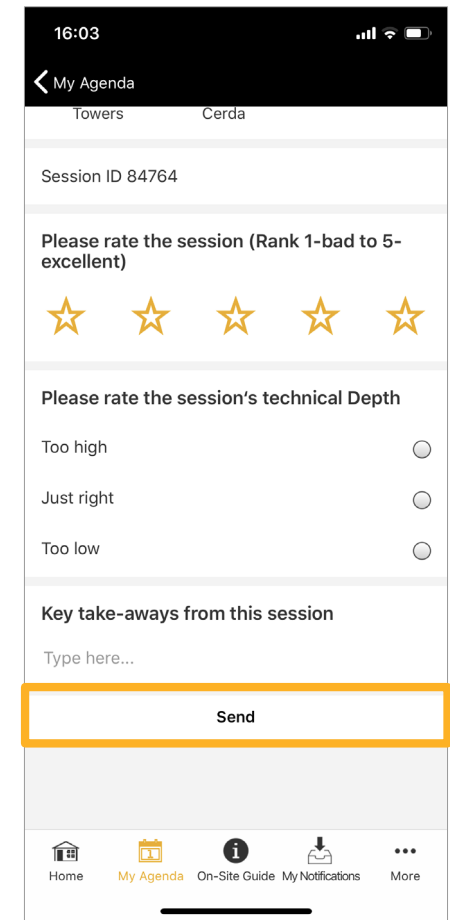 16:03
My Agenda
Towers Cerda
Session ID 84764
Please rate the session (Rank 1-bad to 5-
excellent)
Please rate the session‘s technical Depth
Too high
Just right
Too low
Key take-aways from this session
Type here...
Send
1
Home My Agenda On-Site Guide My Notifications More